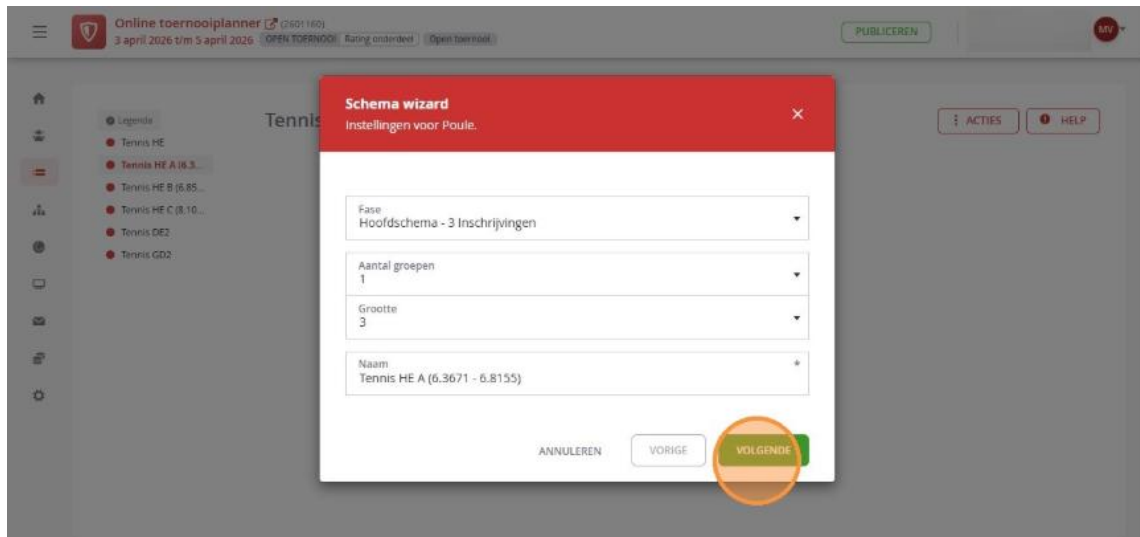 Online toernooiplanner (2601160)
3 april 2026 t/m 5 april 2026 OPEN TOERNOOI Rating onderdeel Open toernooi
PUBLICEREN
MV
Legenda
Tennis HE
Tennis HE A (6.3...
Tennis HE B (6.85...
Tennis HE C (8.10...
Tennis DE2
Tennis GD2
Tennis
ACTIES
HELP
Schema wizard
Instellingen voor Poule.
Fase
Hoofdschema - 3 Inschrijvingen
Aantal groepen
1
Grootte
3
Naam *
Tennis HE A (6.3671 - 6.8155)
ANNULEREN VORIGE VOLGENDE